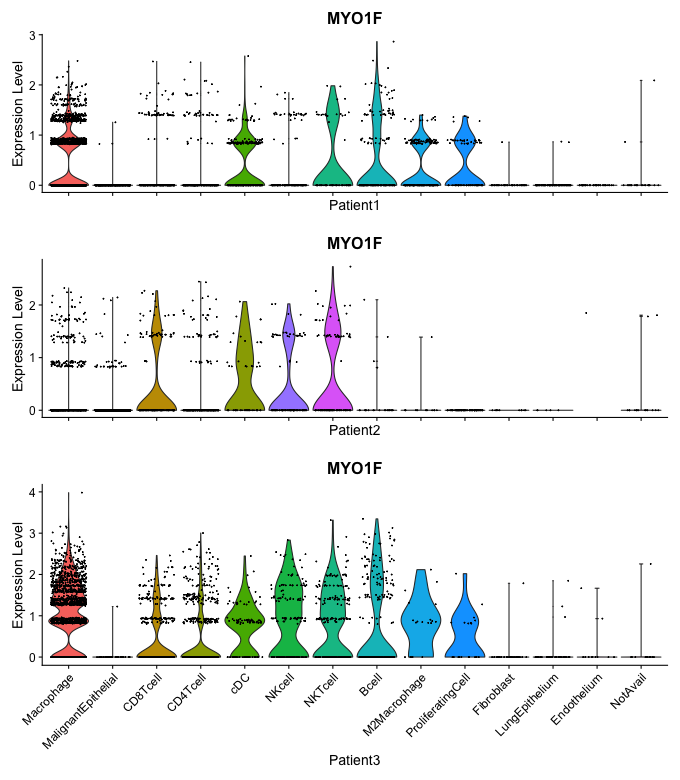 MYO1F
Expression Level
3
2
1
0
Patient1
MYO1F
Expression Level
2
1
0
Patient2
MYO1F
Expression Level
4
3
2
1
0
Macrophage
MalignantEpithelial
CD8Tcell
CD4Tcell
cDC
NKcell
NKTcell
Bcell
M2Macrophage
ProliferatingCell
Fibroblast
LungEpithelium
Endothelium
NotAvail
Patient3